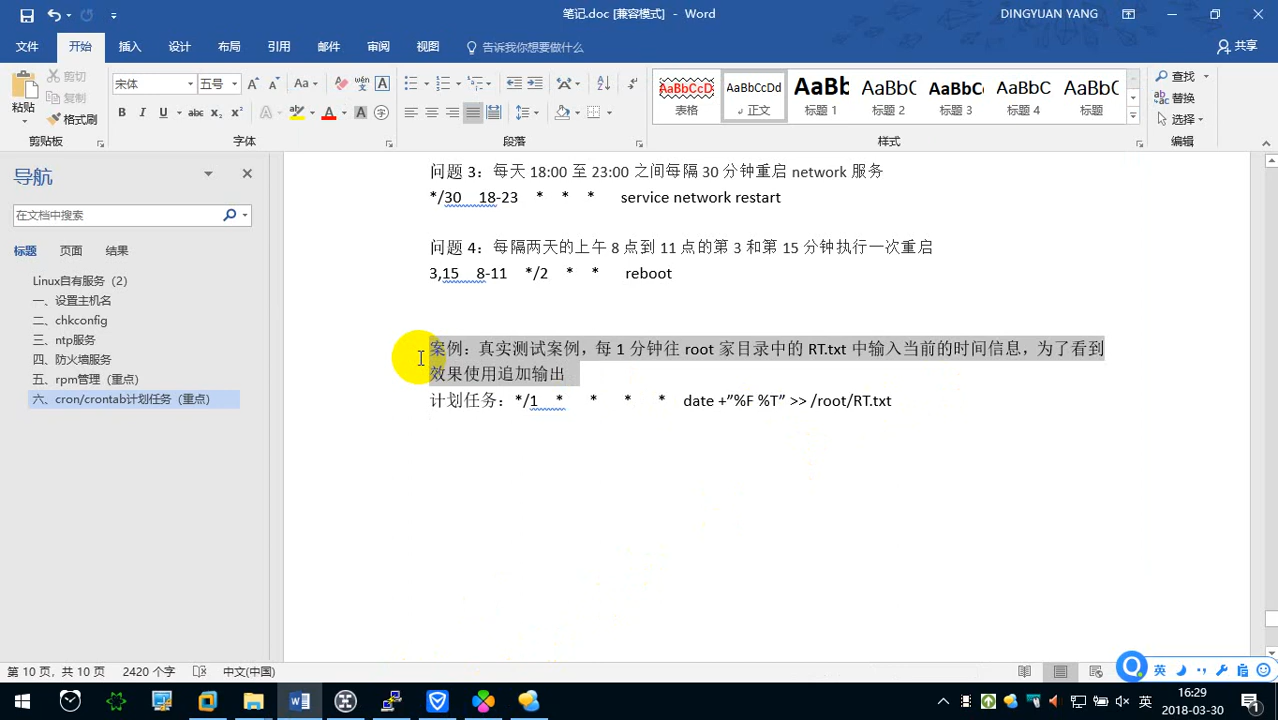 笔记.doc [兼容模式] - Word
DINGYUAN YANG
文件 开始 插入 设计 布局 引用 邮件 审阅 视图 告诉我你想要做什么
共享
剪切
宋体 五号
查找
复制
替换
粘贴
格式刷
选择
AaBbCcD AaBbCcDd AaBb AaBbC AaBbC AaBbC AaBbC
表格 正文 标题 1 标题 2 标题 3 标题 4 标题
剪贴板 字体 段落 样式 编辑
导航
在文档中搜索
标题 页面 结果
Linux自有服务（2）
一、设置主机名
二、chkconfig
三、ntp服务
四、防火墙服务
五、rpm管理（重点）
六、cron/crontab计划任务（重点）
问题 3：每天 18:00 至 23:00 之间每隔 30 分钟重启 network 服务
*/30 18-23 * * * service network restart
问题 4：每隔两天的上午 8 点到 11 点的第 3 和第 15 分钟执行一次重启
3,15 8-11 */2 * * reboot
案例：真实测试案例，每 1 分钟往 root 家目录中的 RT.txt 中输入当前的时间信息，为了看到
效果使用追加输出
计划任务：*/1 * * * * date +”%F %T” >> /root/RT.txt
第 10 页，共 10 页 2420 个字 中文(中国)
英
英 16:29
2018-03-30